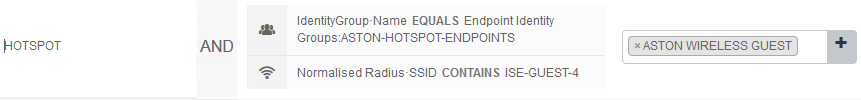 HOTSPOT
AND
IdentityGroup·Name EQUALS Endpoint Identity
Groups:ASTON-HOTSPOT-ENDPOINTS
Normalised Radius·SSID CONTAINS ISE-GUEST-4
× ASTON WIRELESS GUEST
+